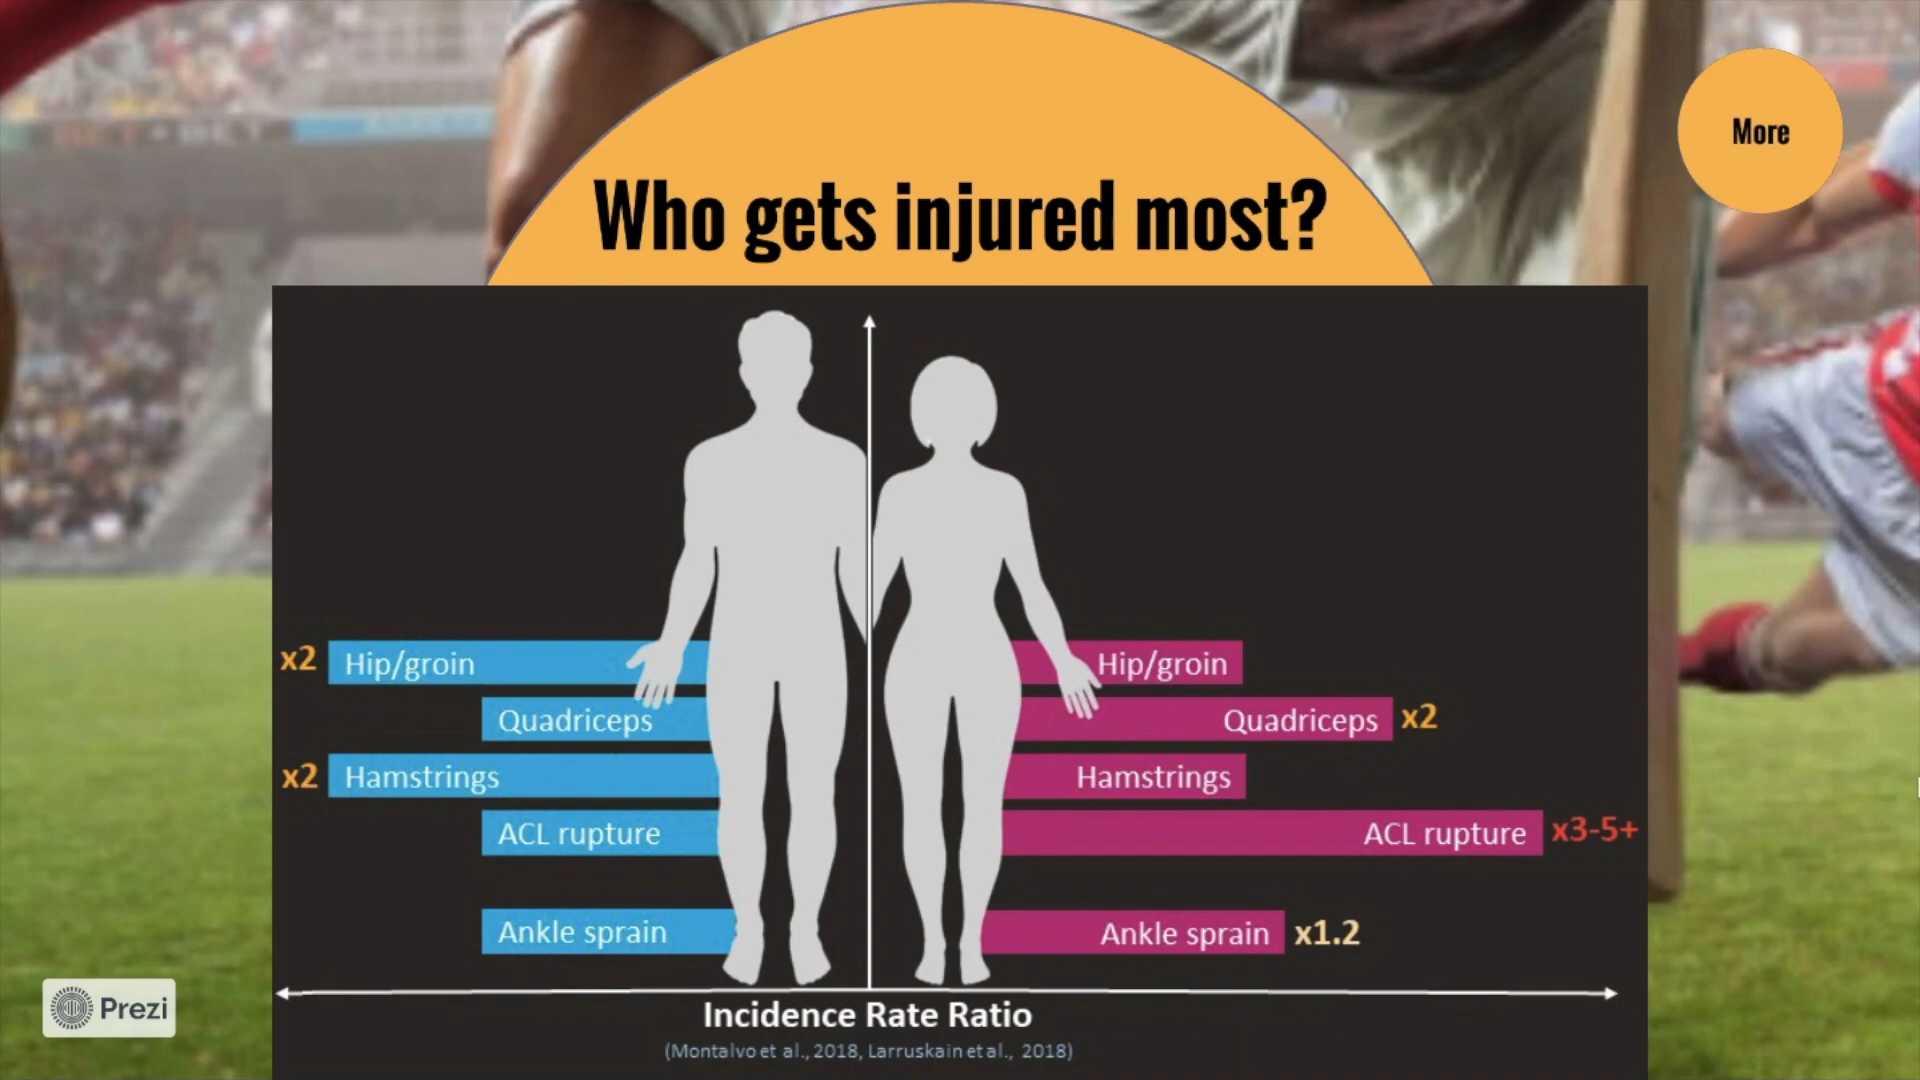 More
Who gets injured most?
x2 Hip/groin
Hip/groin
Quadriceps
Quadriceps x2
x2 Hamstrings
Hamstrings
ACL rupture
ACL rupture x3-5+
Ankle sprain
Ankle sprain x1.2
Incidence Rate Ratio
(Montalvo et al., 2018, Larruskain et al., 2018)
Prezi